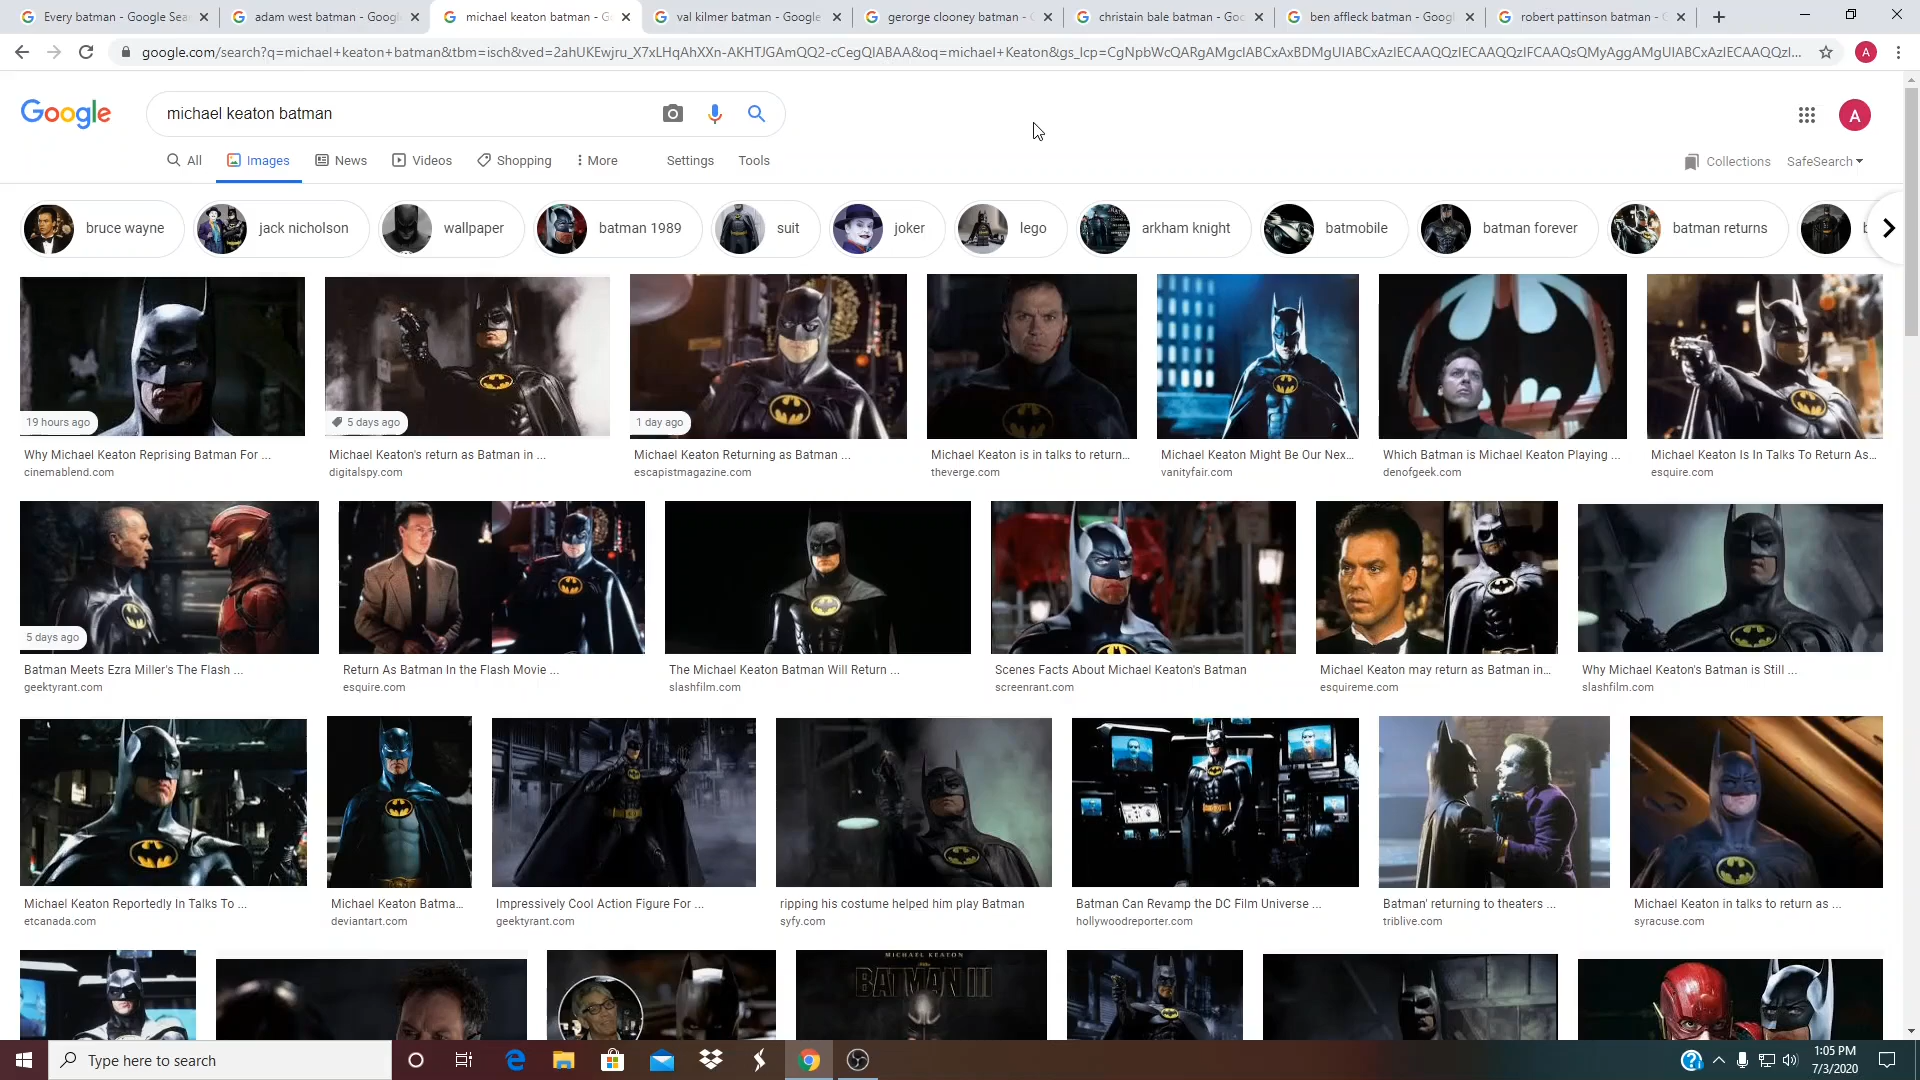 Every batman - Google Sea
adam west batman - Googl
michael keaton batman - G
val kilmer batman - Google
gerorge clooney batman - G
christain bale batman - Goo
ben affleck batman - Googl
robert pattinson batman - G
google.com/search?q=michael+keaton+batman&tbm=isch&ved=2ahUKEwjru_X7xLHqAhXXn-AKHTJGAmQQ2-cCegQIABAA&oq=michael+Keaton&gs_lcp=CgNpbWcQARgAMgcIABCxAxBDMgUIABCxAzIECAAQQzIECAAQQzIFCAAQsQMyAggAMgUIABCxAzIECAAQQzI...
A
Google
michael keaton batman
A
All
Images
News
Videos
Shopping
More
Settings
Tools
Collections
SafeSearch
bruce wayne
jack nicholson
wallpaper
batman 1989
suit
joker
lego
arkham knight
batmobile
batman forever
batman returns
19 hours ago
5 days ago
1 day ago
Why Michael Keaton Reprising Batman For ...
Michael Keaton's return as Batman in ...
Michael Keaton Returning as Batman ...
Michael Keaton is in talks to return...
Michael Keaton Might Be Our Nex...
Which Batman is Michael Keaton Playing ...
Michael Keaton Is In Talks To Return As...
cinemablend.com
digitalspy.com
escapistmagazine.com
theverge.com
vanityfair.com
denofgeek.com
esquire.com
5 days ago
Batman Meets Ezra Miller's The Flash ...
Return As Batman In the Flash Movie ...
The Michael Keaton Batman Will Return ...
Scenes Facts About Michael Keaton's Batman
Michael Keaton may return as Batman in...
Why Michael Keaton's Batman is Still ...
geektyrant.com
esquire.com
slashfilm.com
screenrant.com
esquireme.com
slashfilm.com
Michael Keaton Reportedly In Talks To ...
Michael Keaton Batma...
Impressively Cool Action Figure For ...
ripping his costume helped him play Batman
Batman Can Revamp the DC Film Universe ...
Batman' returning to theaters ...
Michael Keaton in talks to return as ...
etcanada.com
deviantart.com
geektyrant.com
syfy.com
hollywoodreporter.com
triblive.com
syracuse.com
MICHAEL KEATON
BATMAN III
Type here to search
1:05 PM
7/3/2020